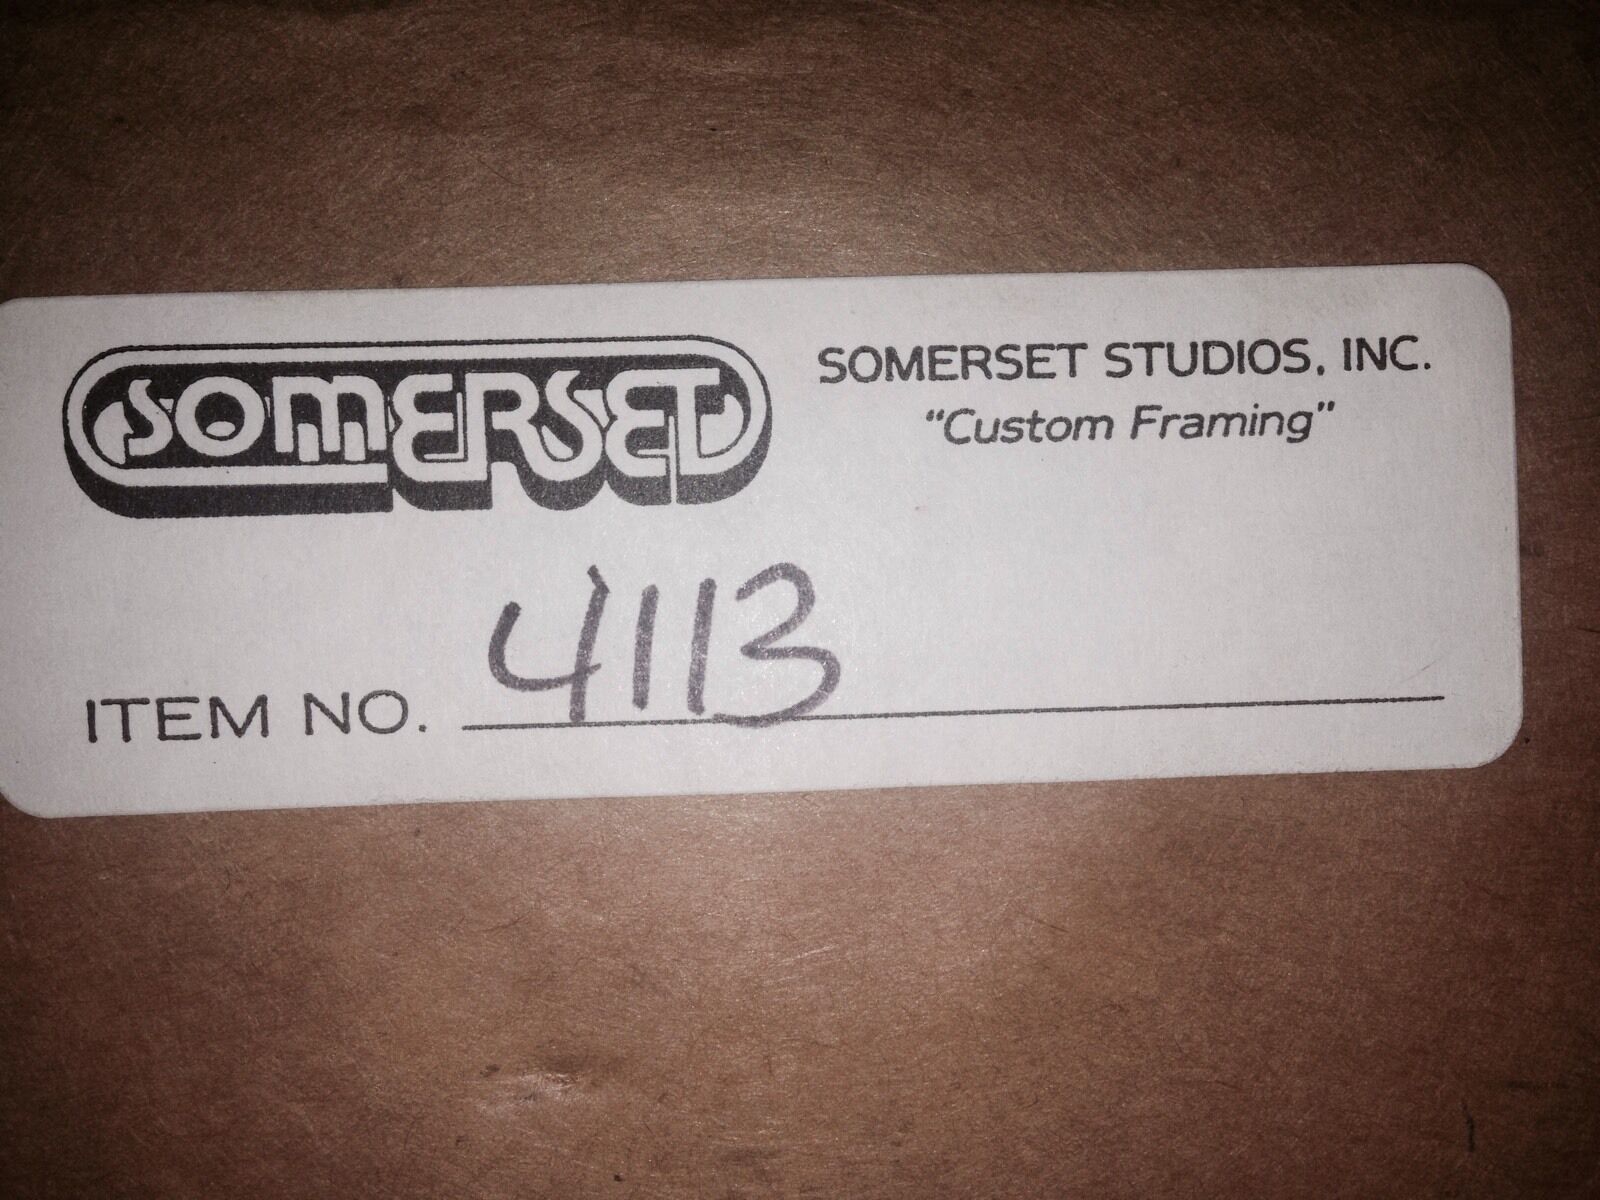 SOMERSET
SOMERSET STUDIOS, INC.
"Custom Framing"
ITEM NO. 4113